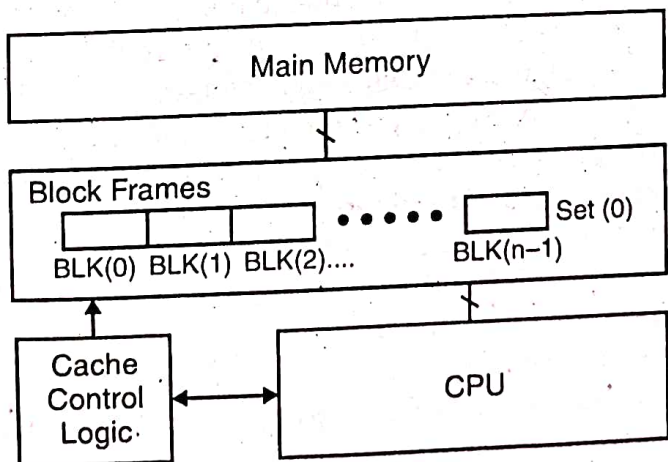 Main Memory
Block Frames
Set (0)
BLK(0) BLK(1) BLK(2).... BLK(n–1)
Cache
Control
Logic
CPU